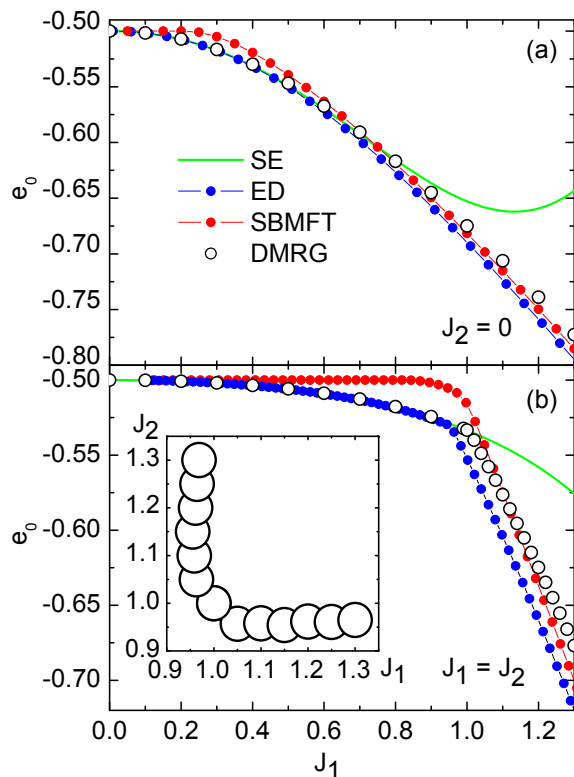 -0.50
-0.55
-0.60
-0.65
-0.70
-0.75
-0.80
e₀
(a)
SE
ED
SBMFT
DMRG
J₂ = 0
-0.50
-0.55
-0.60
-0.65
-0.70
e₀
(b)
J₂
1.3
1.2
1.1
1.0
0.9
0.9 1.0 1.1 1.2 1.3
J₁
J₁ = J₂
0.0 0.2 0.4 0.6 0.8 1.0 1.2
J₁